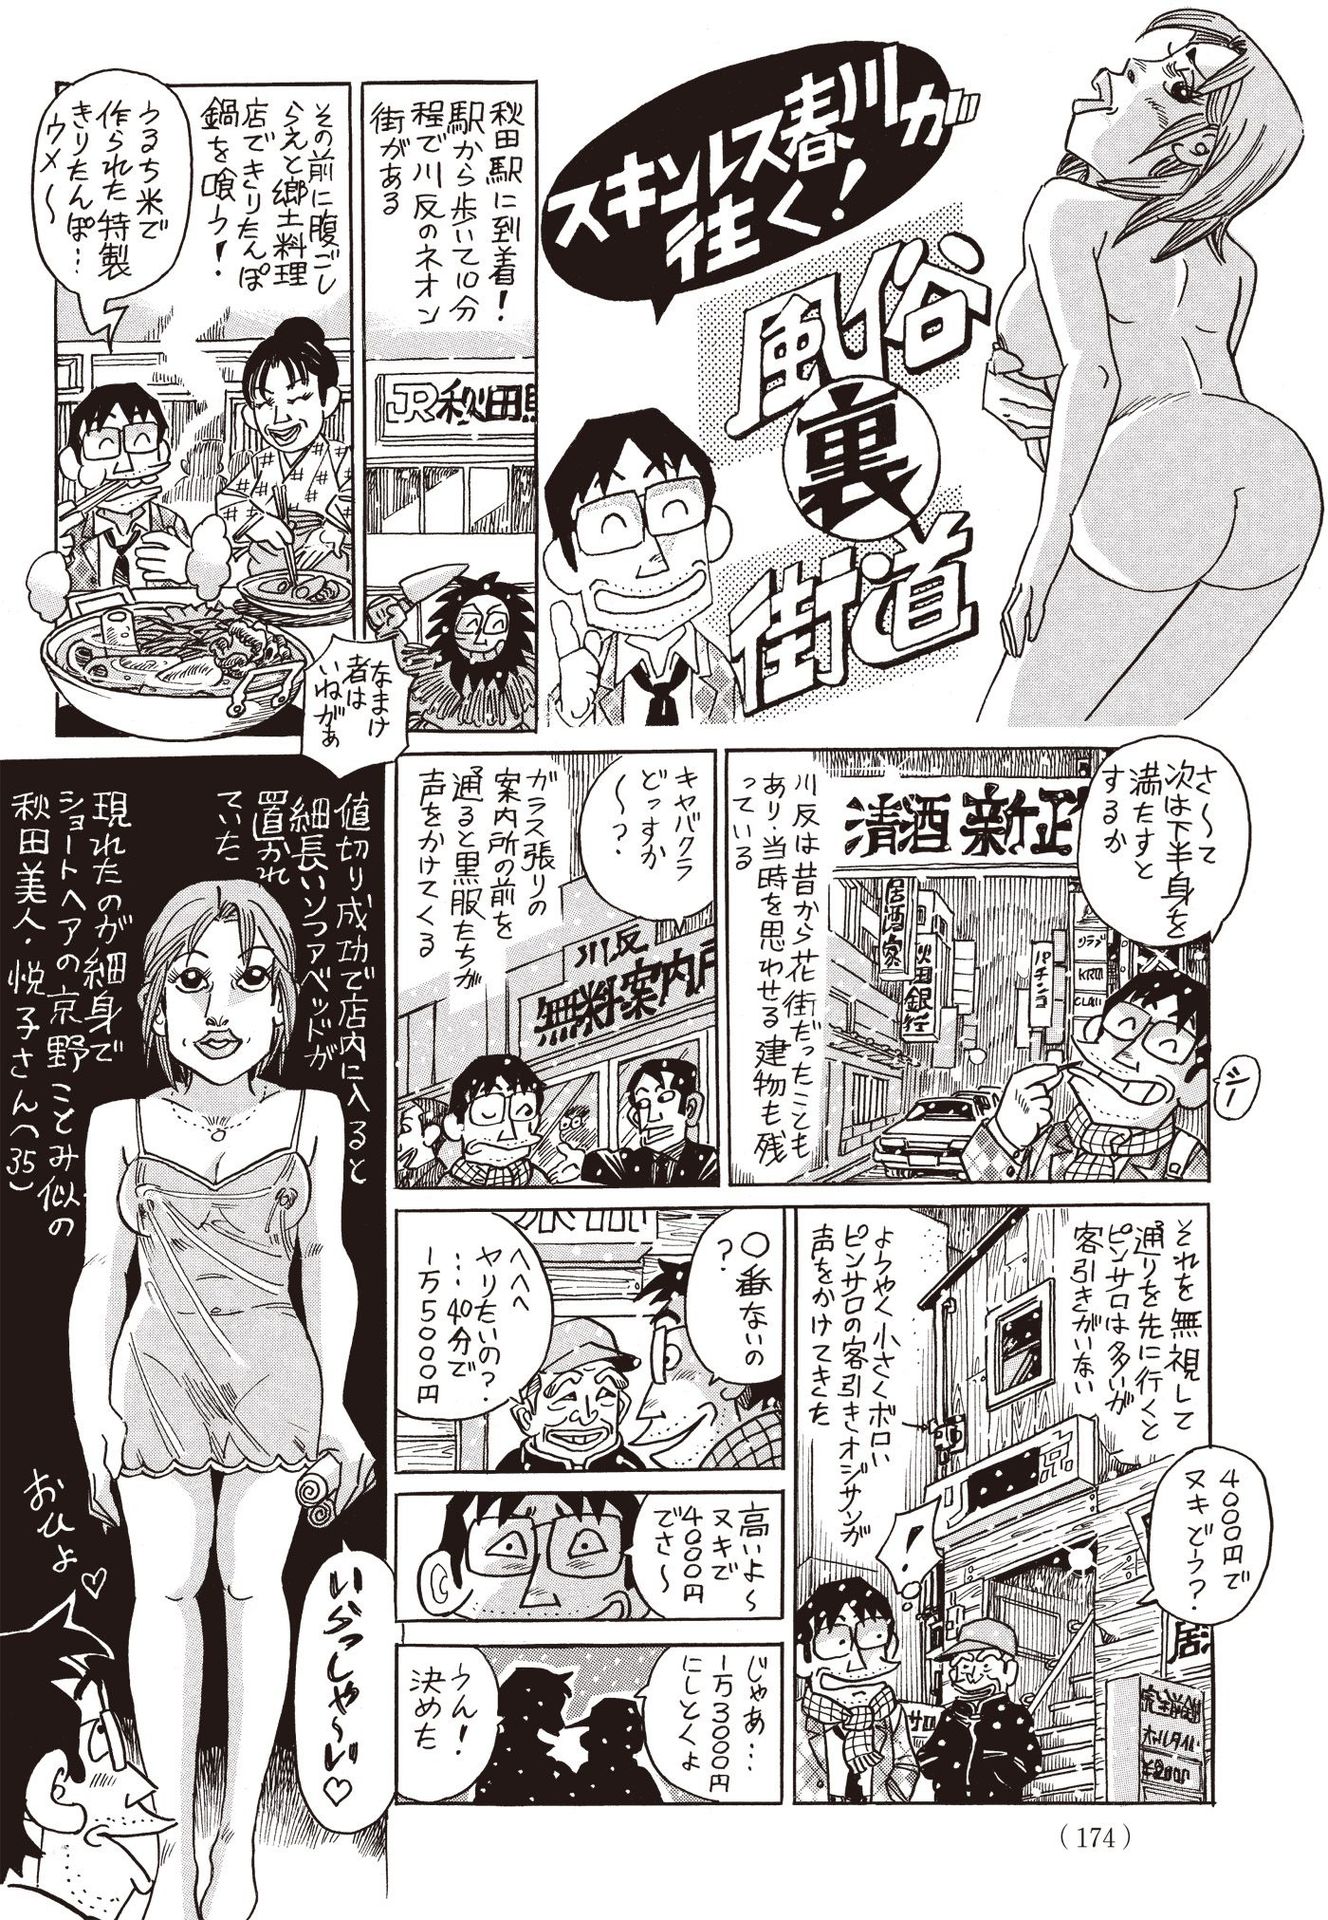 スキンレス春川が
往く!
風俗
裏
街道
秋田駅に到着!
駅から歩いて10分
程で川反のネオン
街がある
JR秋田
なまけ
者は
いねがぁ
その前に腹ごし
らえと郷土料理
店できりたんぽ
鍋を喰う!
うるち米で
作られた特製
きりたんぽ…
ウメ〜
さ〜て
次は下半身を
満たすと
するか
清酒 新政
居酒家
秋田銀行
パチンコ
シー
川反は昔から花街だったことも
あり、当時を思わせる建物も残
っている
キャバクラ
どっすか
〜?
川反
無料案内所
ガラス張りの
案内所の前を
通ると黒服たちが
声をかけてくる
それを無視して
通りを先に行くと
ピンサロは多いが
客引きがいない
4000円で
ヌキどう?
ようやく小さくボロい
ピンサロの客引きオジサンが
声をかけてきた
!
サロ
〇番ないの
?
へへへ
ヤリたいの?
…40分で
1万5000円
高いよ〜
ヌキで
4000円
でさ〜
じゃあ…
1万3000円
にしとくよ
うん!
決めた
値切り成功で店内に入ると
細長いソファベッドが
置かれ
ていた
現れたのが細身で
ショートヘアの京野ことみ似の
秋田美人・悦子さん(35)
いらっしゃ〜い♡
おひょ♡
(174)